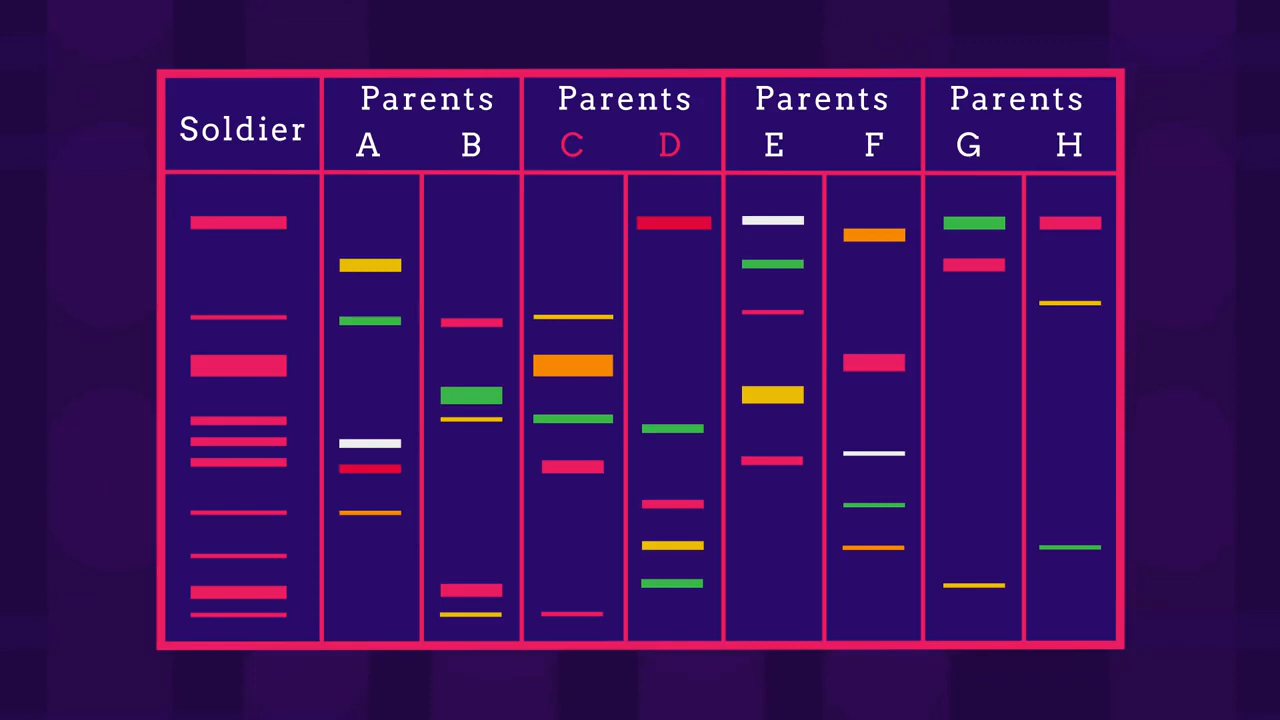 Soldier
Parents
A B
Parents
C D
Parents
E F
Parents
G H